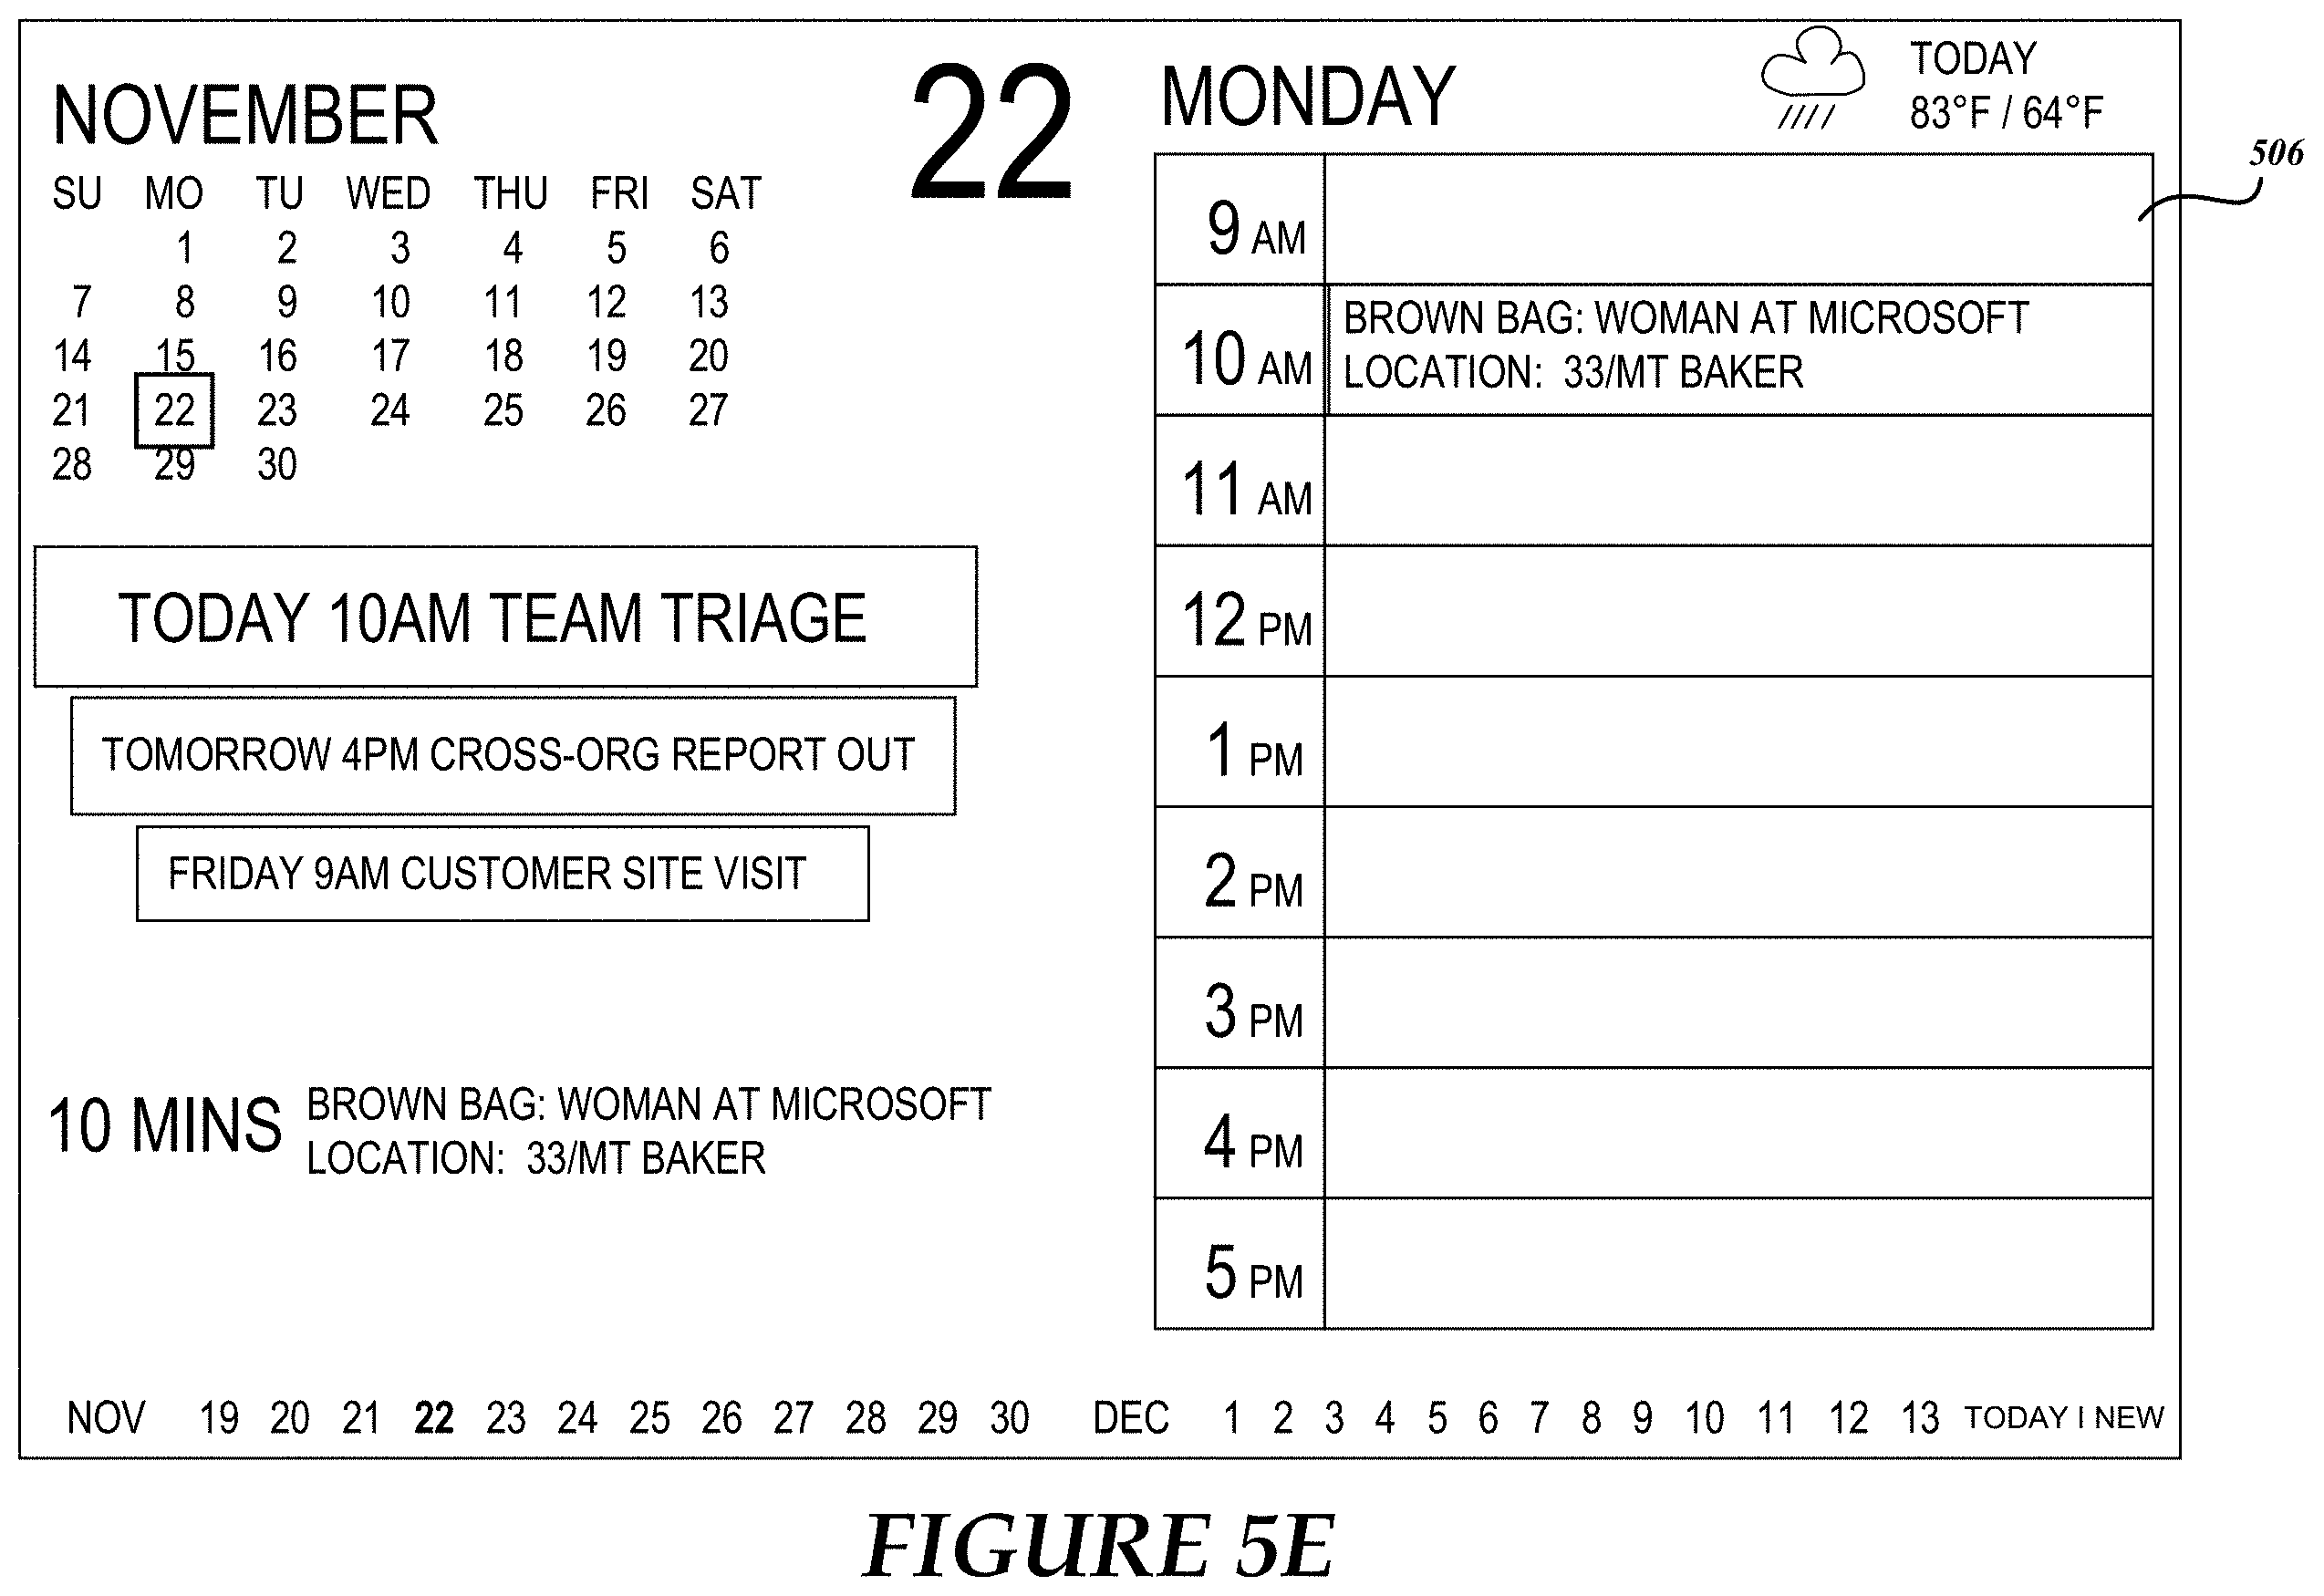 NOVEMBER
SU MO TU WED THU FRI SAT
1 2 3 4 5 6
7 8 9 10 11 12 13
14 15 16 17 18 19 20
21 22 23 24 25 26 27
28 29 30
22
TODAY 10AM TEAM TRIAGE
TOMORROW 4PM CROSS-ORG REPORT OUT
FRIDAY 9AM CUSTOMER SITE VISIT
10 MINS
BROWN BAG: WOMAN AT MICROSOFT
LOCATION: 33/MT BAKER
MONDAY
TODAY
83°F / 64°F
506
9 AM
10 AM
BROWN BAG: WOMAN AT MICROSOFT
LOCATION: 33/MT BAKER
11 AM
12 PM
1 PM
2 PM
3 PM
4 PM
5 PM
NOV 19 20 21 22 23 24 25 26 27 28 29 30 DEC 1 2 3 4 5 6 7 8 9 10 11 12 13 TODAY | NEW
FIGURE 5E